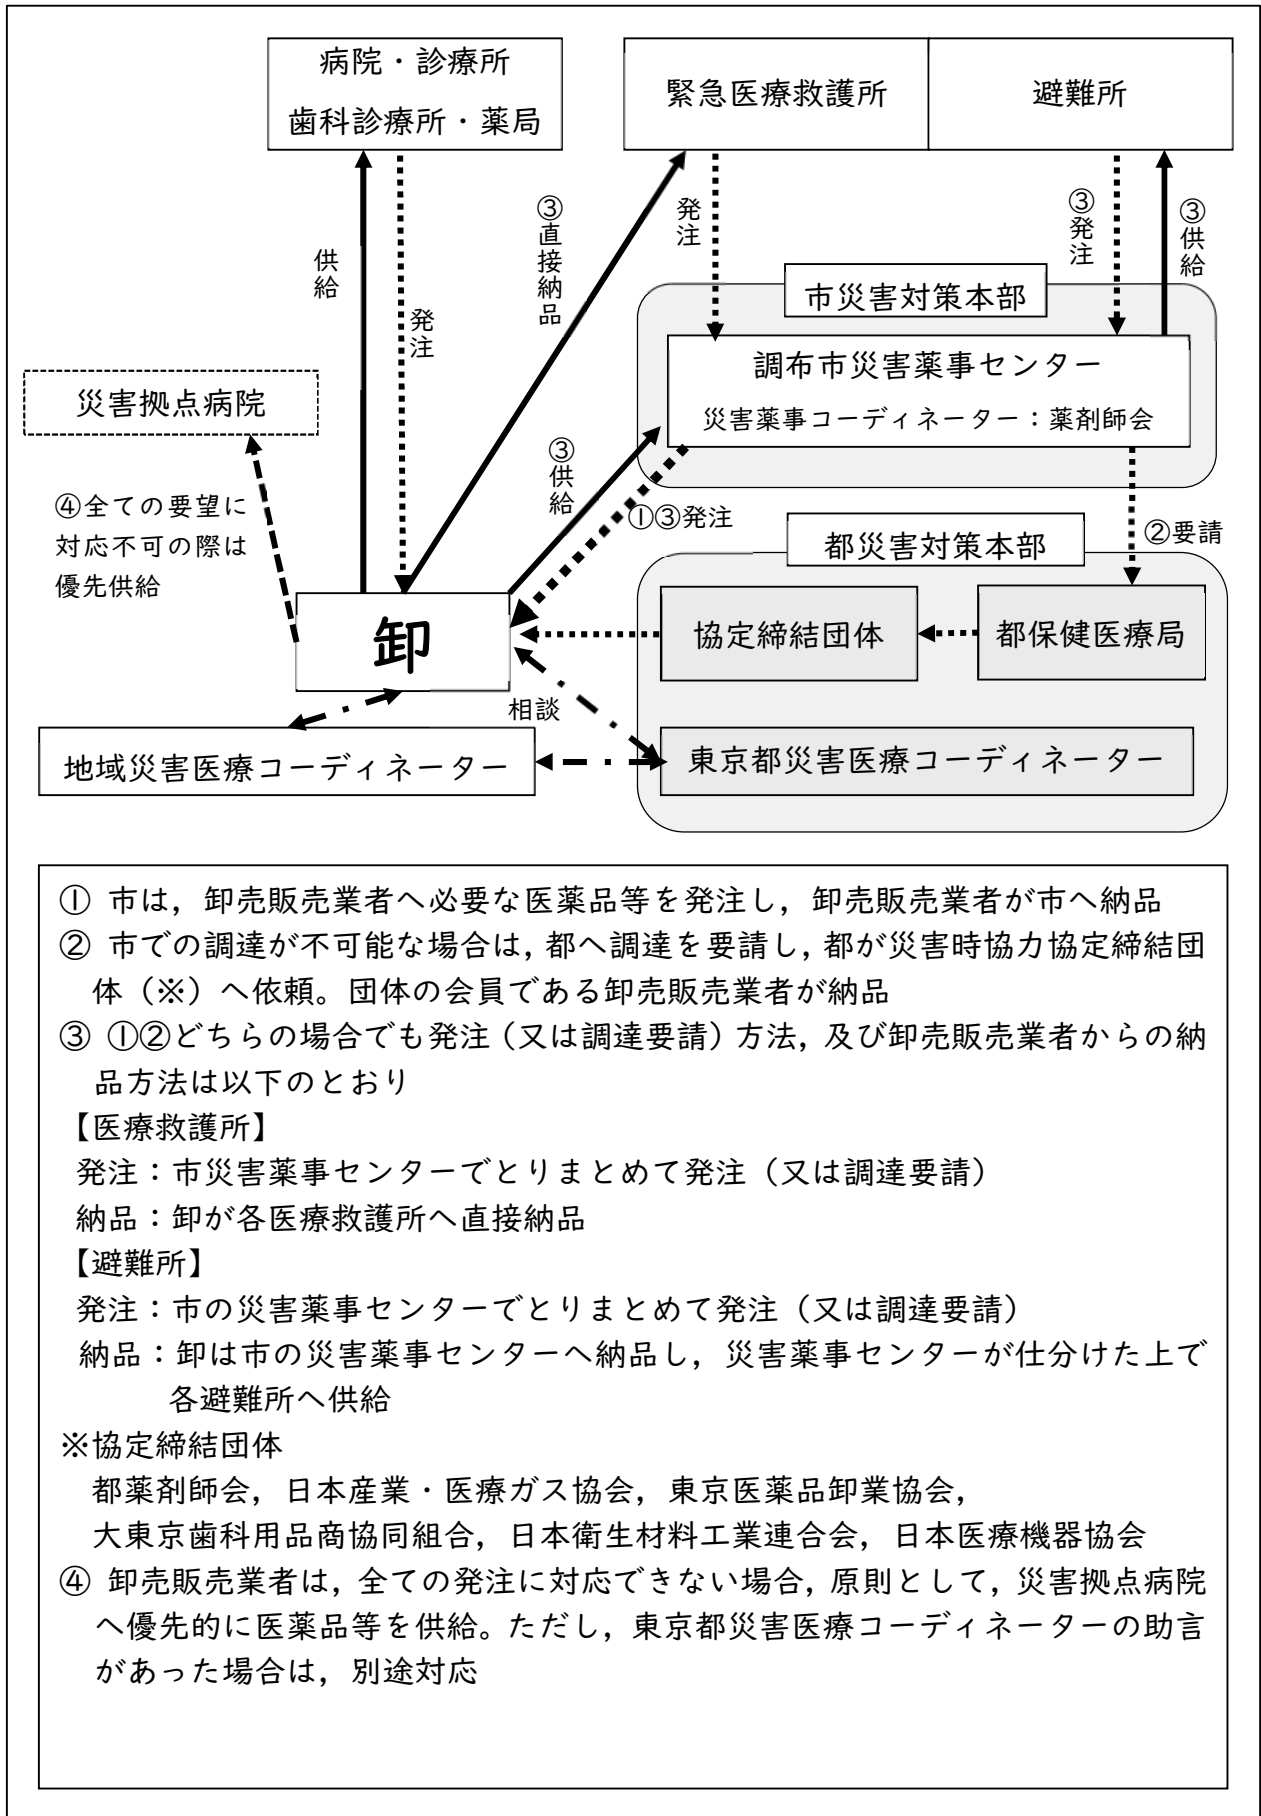 病院・診療所
歯科診療所・薬局
緊急医療救護所
避難所
供給
発注
③直接納品
発注
③発注
③供給
市災害対策本部
調布市災害薬事センター
災害薬事コーディネーター：薬剤師会
災害拠点病院
④全ての要望に
対応不可の際は
優先供給
③供給
①③発注
②要請
都災害対策本部
卸
協定締結団体
都保健医療局
相談
地域災害医療コーディネーター
東京都災害医療コーディネーター
① 市は，卸売販売業者へ必要な医薬品等を発注し，卸売販売業者が市へ納品
② 市での調達が不可能な場合は，都へ調達を要請し，都が災害時協力協定締結団
体（※）へ依頼。団体の会員である卸売販売業者が納品
③ ①②どちらの場合でも発注（又は調達要請）方法，及び卸売販売業者からの納
品方法は以下のとおり
【医療救護所】
発注：市災害薬事センターでとりまとめて発注（又は調達要請）
納品：卸が各医療救護所へ直接納品
【避難所】
発注：市の災害薬事センターでとりまとめて発注（又は調達要請）
納品：卸は市の災害薬事センターへ納品し，災害薬事センターが仕分けた上で
各避難所へ供給
※協定締結団体
都薬剤師会，日本産業・医療ガス協会，東京医薬品卸業協会，
大東京歯科用品商協同組合，日本衛生材料工業連合会，日本医療機器協会
④ 卸売販売業者は，全ての発注に対応できない場合，原則として，災害拠点病院
へ優先的に医薬品等を供給。ただし，東京都災害医療コーディネーターの助言
があった場合は，別途対応